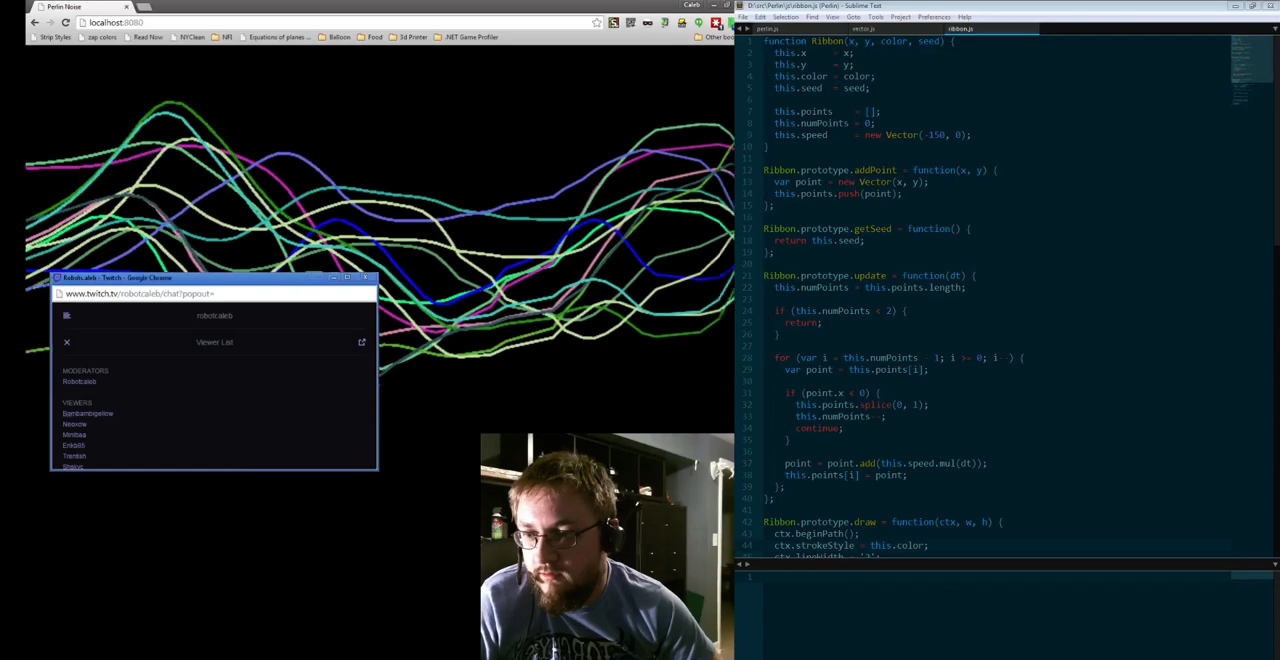 Perlin Noise
Caleb
localhost:8080
Strip Styles
zap colors
Read Now
NYClean
NFl
Equations of planes ...
Balloon
Food
3d Printer
.NET Game Profiler
Other boo
- Twitch - Google Chrome
www.twitch.tv/robotcaleb/chat?popout=
robotcaleb
Viewer List
MODERATORS
Robotcaleb
VIEWERS
Bambambigellow
Neoxow
Minibaa
Erikb85
Trentish
D:\src\Perlin\js\ribbon.js (Perlin) - Sublime Text
File Edit Selection Find View Goto Tools Project Preferences Help
perlin.js
vector.js
ribbon.js
1 function Ribbon(x, y, color, seed) {
2 this.x = x;
3 this.y = y;
4 this.color = color;
5 this.seed = seed;
6
7 this.points = [];
8 this.numPoints = 0;
9 this.speed = new Vector(-150, 0);
10 }
11
12 Ribbon.prototype.addPoint = function(x, y) {
13 var point = new Vector(x, y);
14 this.points.push(point);
15 };
16
17 Ribbon.prototype.getSeed = function() {
18 return this.seed;
19 };
20
21 Ribbon.prototype.update = function(dt) {
22 this.numPoints = this.points.length;
23
24 if (this.numPoints < 2) {
25 return;
26 }
27
28 for (var i = this.numPoints - 1; i >= 0; i--) {
29 var point = this.points[i];
30
31 if (point.x < 0) {
32 this.points.splice(0, 1);
33 this.numPoints--;
34 continue;
35 }
36
37 point = point.add(this.speed.mul(dt));
38 this.points[i] = point;
39 };
40 };
41
42 Ribbon.prototype.draw = function(ctx, w, h) {
43 ctx.beginPath();
44 ctx.strokeStyle = this.color;
45 ctx.lineWidth = '2';
1